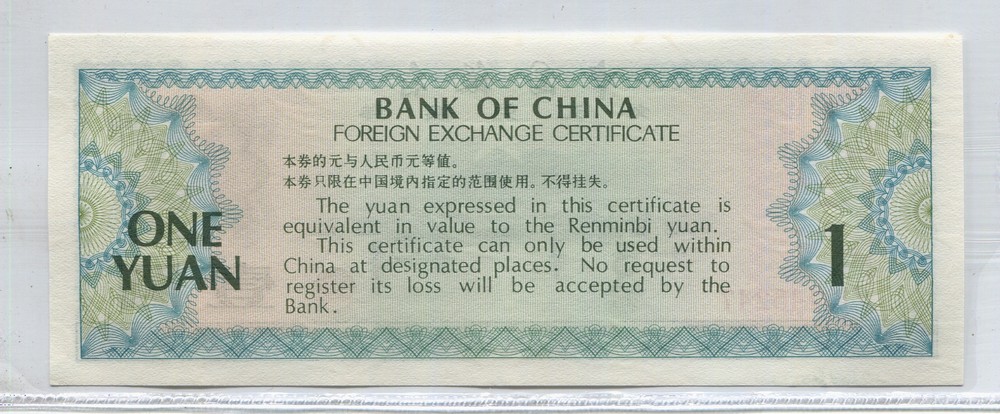 BANK OF CHINA
FOREIGN EXCHANGE CERTIFICATE
本券的元与人民币元等值。
本券只限在中国境内指定的范围使用。不得挂失。
The yuan expressed in this certificate is
equivalent in value to the Renminbi yuan.
This certificate can only be used within
China at designated places. No request to
register its loss will be accepted by the
Bank.
ONE
YUAN
1